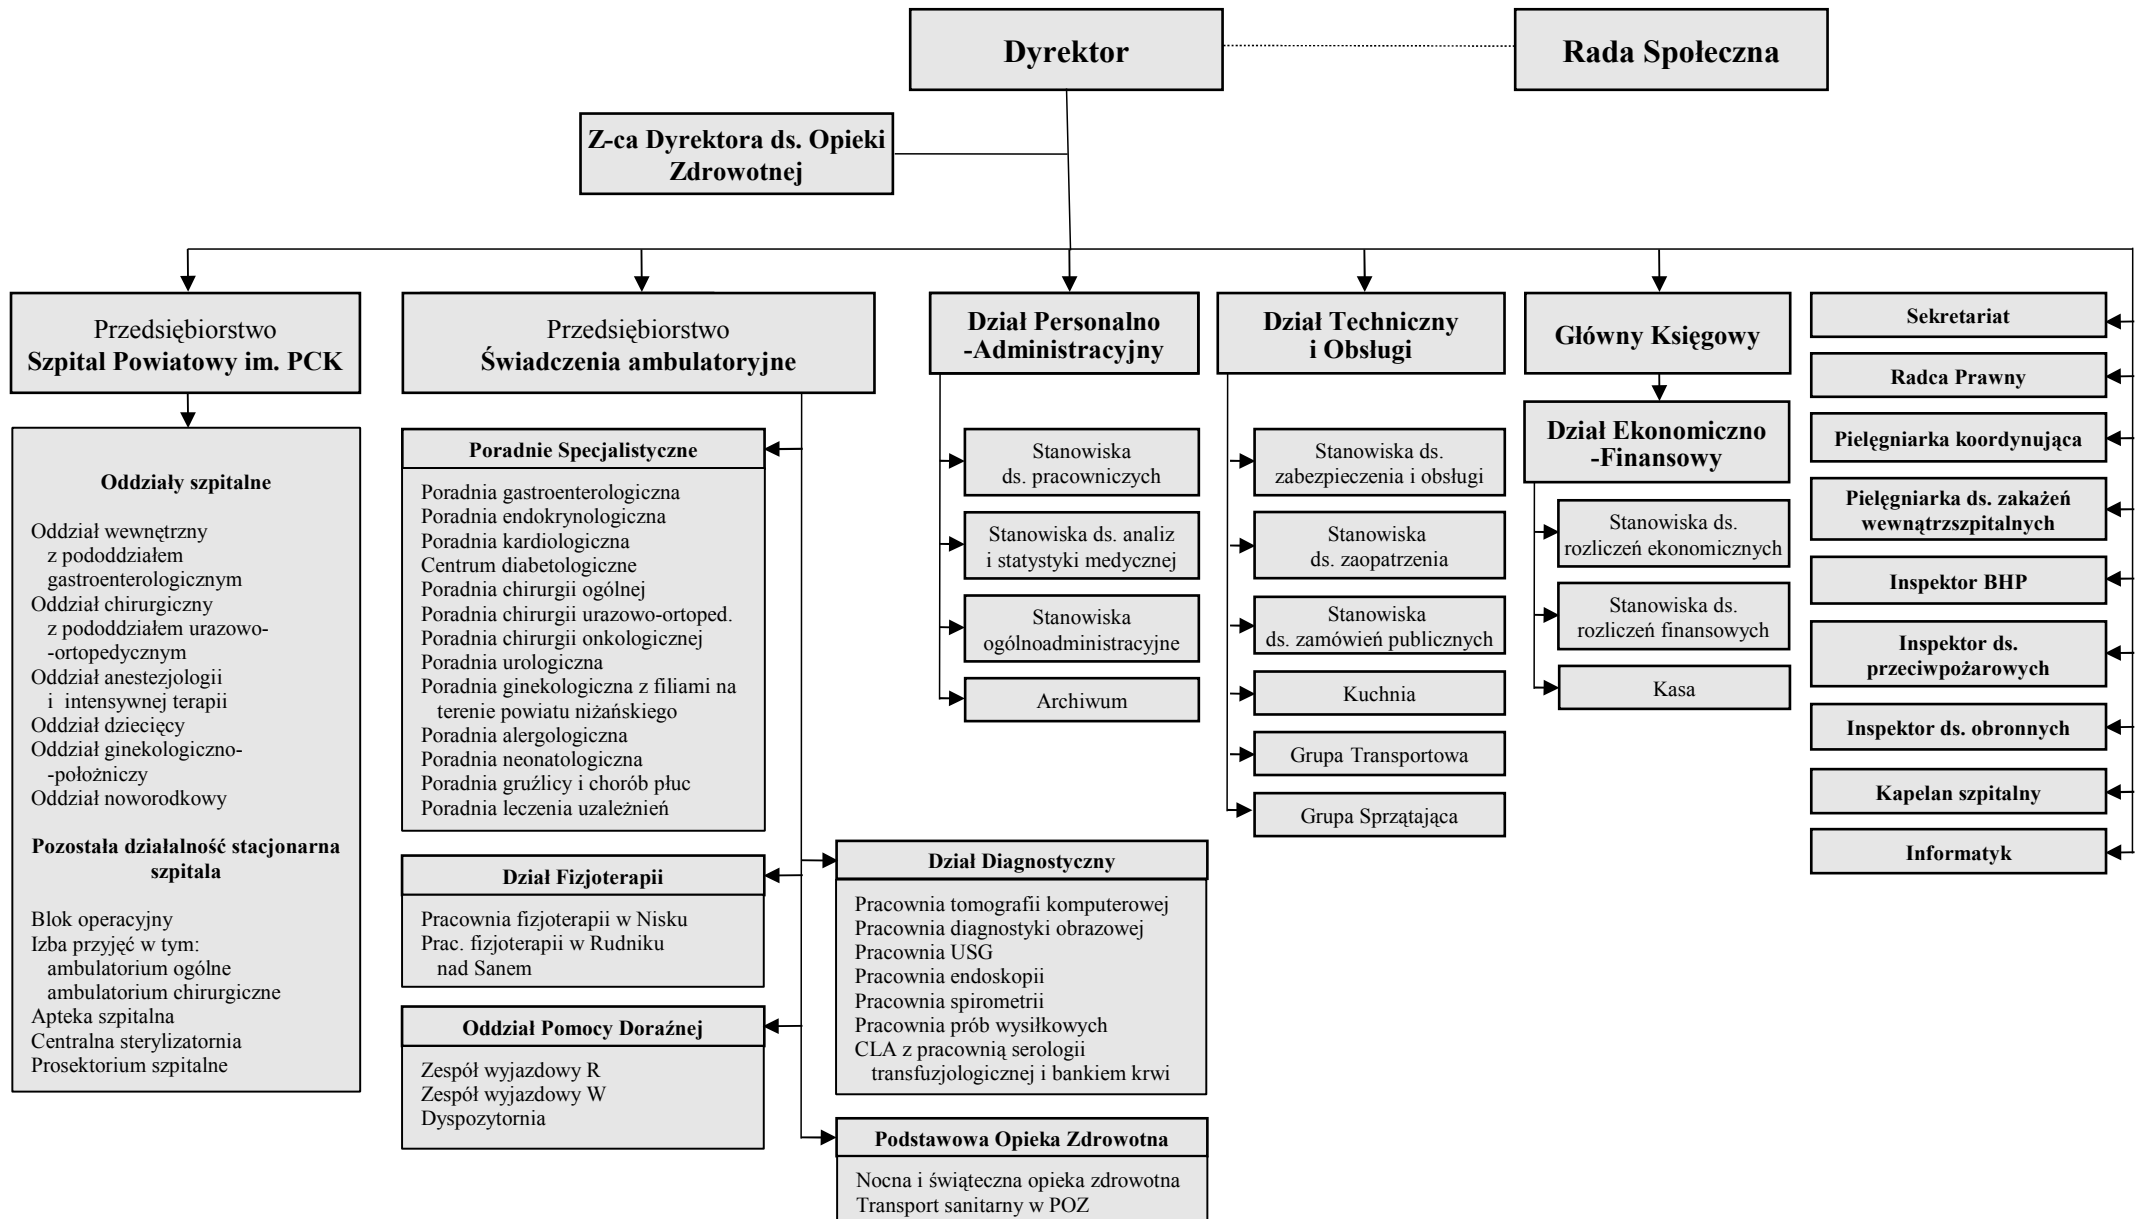 Dyrektor
Rada Społeczna
Z-ca Dyrektora ds. Opieki
Zdrowotnej
Przedsiębiorstwo
Szpital Powiatowy im. PCK
Oddziały szpitalne
Oddział wewnętrzny
z pododdziałem
gastroenterologicznym
Oddział chirurgiczny
z pododdziałem urazowo-
-ortopedycznym
Oddział anestezjologii
i intensywnej terapii
Oddział dziecięcy
Oddział ginekologiczno-
-położniczy
Oddział noworodkowy
Pozostała działalność stacjonarna
szpitala
Blok operacyjny
Izba przyjęć w tym:
ambulatorium ogólne
ambulatorium chirurgiczne
Apteka szpitalna
Centralna sterylizatornia
Prosektorium szpitalne
Przedsiębiorstwo
Świadczenia ambulatoryjne
Poradnie Specjalistyczne
Poradnia gastroenterologiczna
Poradnia endokrynologiczna
Poradnia kardiologiczna
Centrum diabetologiczne
Poradnia chirurgii ogólnej
Poradnia chirurgii urazowo-ortoped.
Poradnia chirurgii onkologicznej
Poradnia urologiczna
Poradnia ginekologiczna z filiami na
terenie powiatu niżańskiego
Poradnia alergologiczna
Poradnia neonatologiczna
Poradnia gruźlicy i chorób płuc
Poradnia leczenia uzależnień
Dział Fizjoterapii
Pracownia fizjoterapii w Nisku
Prac. fizjoterapii w Rudniku
nad Sanem
Oddział Pomocy Doraźnej
Zespół wyjazdowy R
Zespół wyjazdowy W
Dyspozytornia
Dział Diagnostyczny
Pracownia tomografii komputerowej
Pracownia diagnostyki obrazowej
Pracownia USG
Pracownia endoskopii
Pracownia spirometrii
Pracownia prób wysiłkowych
CLA z pracownią serologii
transfuzjologicznej i bankiem krwi
Podstawowa Opieka Zdrowotna
Nocna i świąteczna opieka zdrowotna
Transport sanitarny w POZ
Dział Personalno
-Administracyjny
Stanowiska
ds. pracowniczych
Stanowiska ds. analiz
i statystyki medycznej
Stanowiska
ogólnoadministracyjne
Archiwum
Dział Techniczny
i Obsługi
Stanowiska ds.
zabezpieczenia i obsługi
Stanowiska
ds. zaopatrzenia
Stanowiska
ds. zamówień publicznych
Kuchnia
Grupa Transportowa
Grupa Sprzątająca
Główny Księgowy
Dział Ekonomiczno
-Finansowy
Stanowiska ds.
rozliczeń ekonomicznych
Stanowiska ds.
rozliczeń finansowych
Kasa
Sekretariat
Radca Prawny
Pielęgniarka koordynująca
Pielęgniarka ds. zakażeń
wewnątrzszpitalnych
Inspektor BHP
Inspektor ds.
przeciwpożarowych
Inspektor ds. obronnych
Kapelan szpitalny
Informatyk